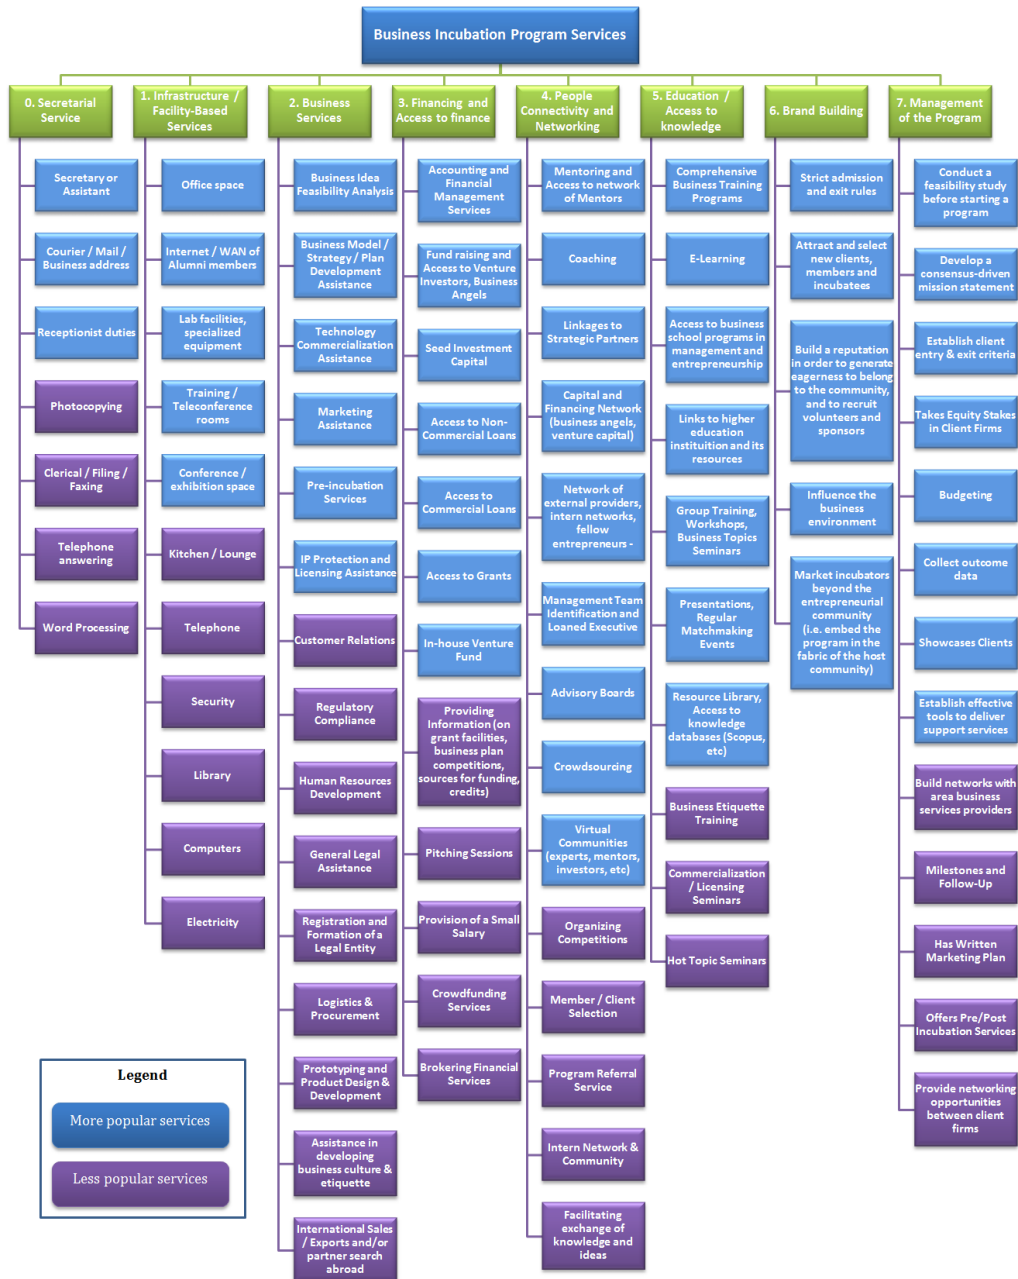 Business Incubation Program Services
0. Secretarial
Service
Secretary or
Assistant
Courier / Mail /
Business address
Receptionist duties
Photocopying
Clerical / Filing /
Faxing
Telephone
answering
Word Processing
1. Infrastructure /
Facility-Based
Services
Office space
Internet / WAN of
Alumni members
Lab facilities,
specialized
equipment
Training /
Teleconference
rooms
Conference /
exhibition space
Kitchen / Lounge
Telephone
Security
Library
Computers
Electricity
2. Business
Services
Business Idea
Feasibility Analysis
Business Model /
Strategy / Plan
Development
Assistance
Technology
Commercialization
Assistance
Marketing
Assistance
Pre-incubation
Services
IP Protection and
Licensing Assistance
Customer Relations
Regulatory
Compliance
Human Resources
Development
General Legal
Assistance
Registration and
Formation of a
Legal Entity
Logistics &
Procurement
Prototyping and
Product Design &
Development
Assistance in
developing
business culture &
etiquette
International Sales
/ Exports and/or
partner search
abroad
3. Financing and
Access to finance
Accounting and
Financial
Management
Services
Fund raising and
Access to Venture
Investors, Business
Angels
Seed Investment
Capital
Access to Non-
Commercial Loans
Access to
Commercial Loans
Access to Grants
In-house Venture
Fund
Providing
Information (on
grant facilities,
business plan
competitions,
sources for funding,
credits)
Pitching Sessions
Provision of a Small
Salary
Crowdfunding
Services
Brokering Financial
Services
4. People
Connectivity and
Networking
Mentoring and
Access to network
of Mentors
Coaching
Linkages to
Strategic Partners
Capital and
Financing Network
(business angels,
venture capital)
Network of
external providers,
intern networks,
fellow
entrepreneurs -
Management Team
Identification and
Loaned Executive
Advisory Boards
Crowdsourcing
Virtual
Communities
(experts, mentors,
investors, etc)
Organizing
Competitions
Member / Client
Selection
Program Referral
Service
Intern Network &
Community
Facilitating
exchange of
knowledge and
ideas
5. Education /
Access to
knowledge
Comprehensive
Business Training
Programs
E-Learning
Access to business
school programs in
management and
entrepreneurship
Links to higher
education
instituition and its
resources
Group Training,
Workshops,
Business Topics
Seminars
Presentations,
Regular
Matchmaking
Events
Resource Library,
Access to
knowledge
databases (Scopus,
etc)
Business Etiquette
Training
Commercialization
/ Licensing
Seminars
Hot Topic Seminars
6. Brand Building
Strict admission
and exit rules
Attract and select
new clients,
members and
incubatees
Build a reputation
in order to generate
eagerness to belong
to the community,
and to recruit
volunteers and
sponsors
Influence the
business
environment
Market incubators
beyond the
entrepreneurial
community
(i.e. embed the
program in the
fabric of the host
community)
7. Management
of the Program
Conduct a
feasibility study
before starting a
program
Develop a
consensus-driven
mission statement
Establish client
entry & exit criteria
Takes Equity Stakes
in Client Firms
Budgeting
Collect outcome
data
Showcases Clients
Establish effective
tools to deliver
support services
Build networks with
area business
services providers
Milestones and
Follow-Up
Has Written
Marketing Plan
Offers Pre/Post
Incubation Services
Provide networking
opportunities
between client
firms
Legend
More popular services
Less popular services